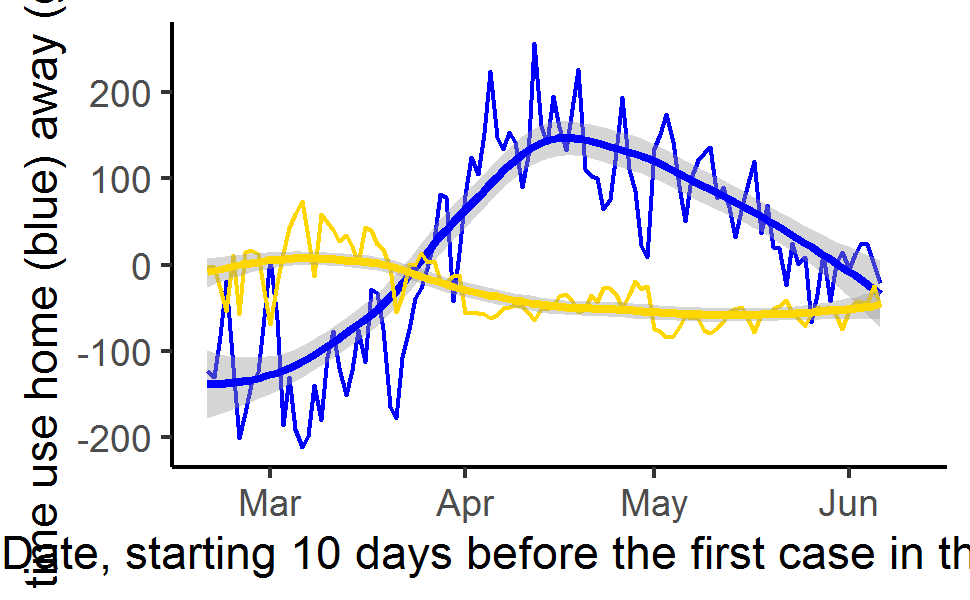 time use home (blue) away (
200
100
0
-100
-200
Mar Apr May Jun
Date, starting 10 days before the first case in th